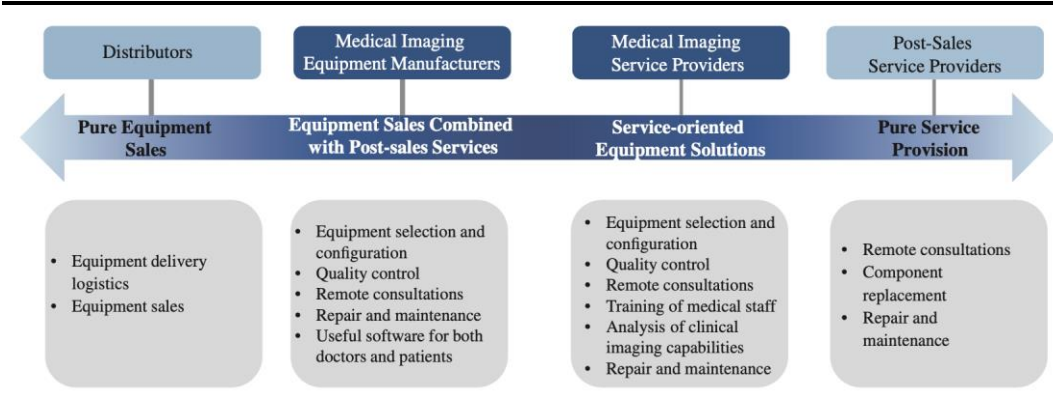 Distributors
Medical Imaging
Equipment Manufacturers
Medical Imaging
Service Providers
Post-Sales
Service Providers
Pure Equipment
Sales
Equipment Sales Combined
with Post-sales Services
Service-oriented
Equipment Solutions
Pure Service
Provision
• Equipment delivery
logistics
• Equipment sales
• Equipment selection and
configuration
• Quality control
• Remote consultations
• Repair and maintenance
• Useful software for both
doctors and patients
• Equipment selection and
configuration
• Quality control
• Remote consultations
• Training of medical staff
• Analysis of clinical
imaging capabilities
• Repair and maintenance
• Remote consultations
• Component
replacement
• Repair and
maintenance